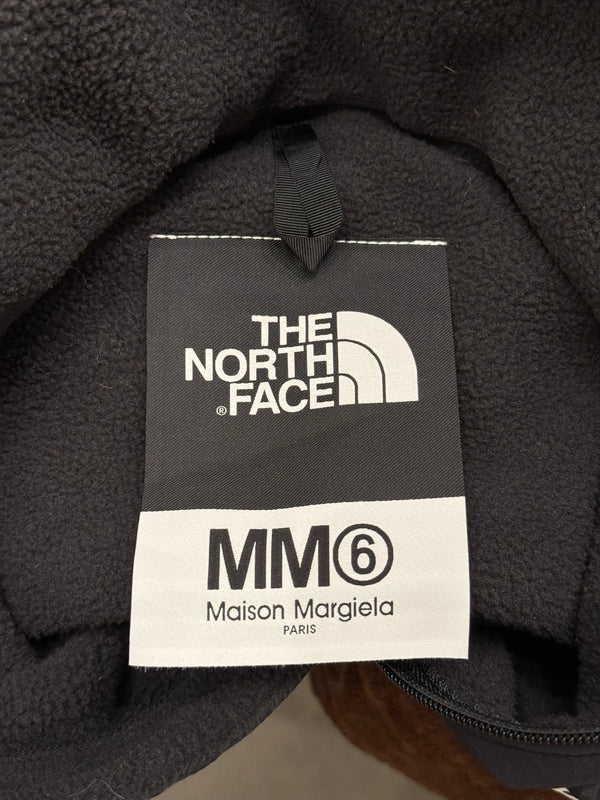 THE
NORTH
FACE
®
MM⑥
Maison Margiela
PARIS